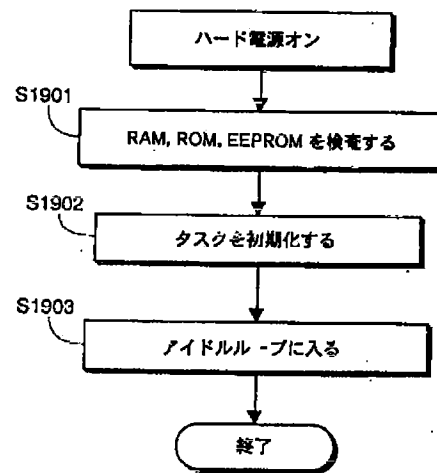 ハード電源オン
S1901
RAM, ROM, EEPROM を検査する
S1902
タスクを初期化する
S1903
アイドルループに入る
終了